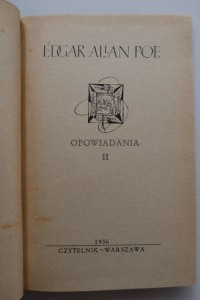 EDGAR ALLAN POE
OPOWIADANIA
II
1956
CZYTELNIK-WARSZAWA